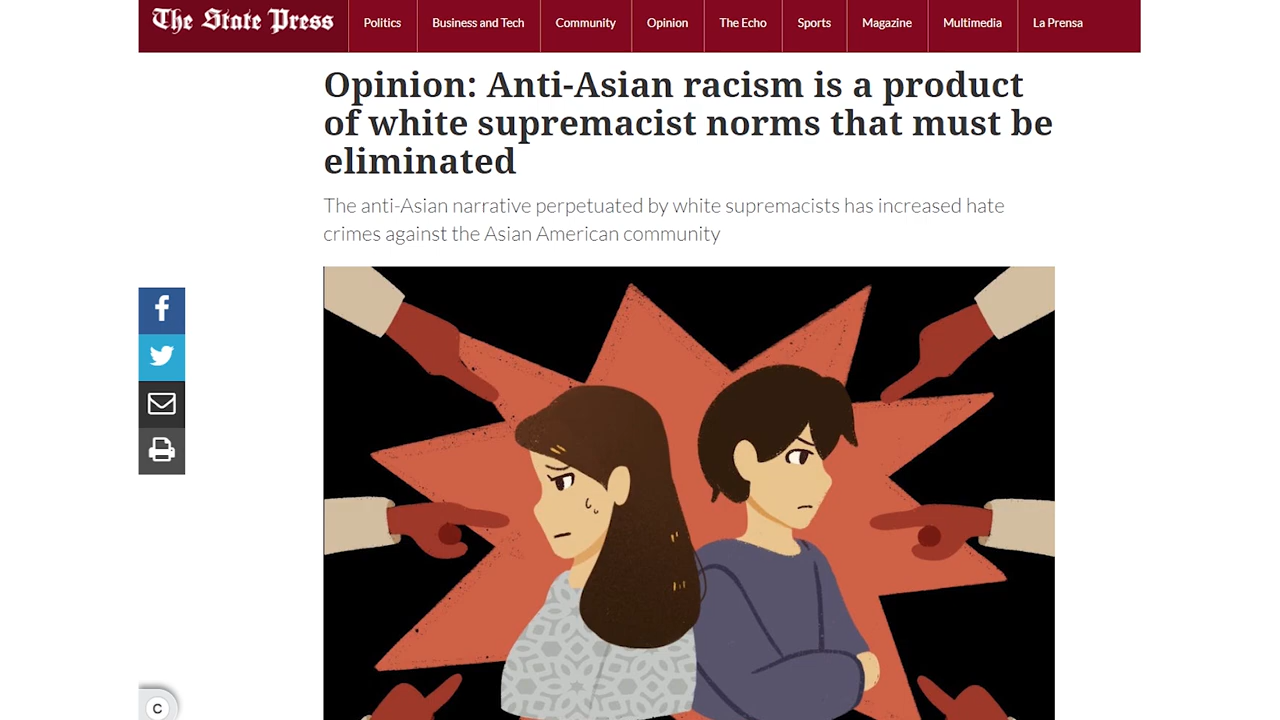 The State Press
Politics
Business and Tech
Community
Opinion
The Echo
Sports
Magazine
Multimedia
La Prensa
Opinion: Anti-Asian racism is a product
of white supremacist norms that must be
eliminated
The anti-Asian narrative perpetuated by white supremacists has increased hate
crimes against the Asian American community
C